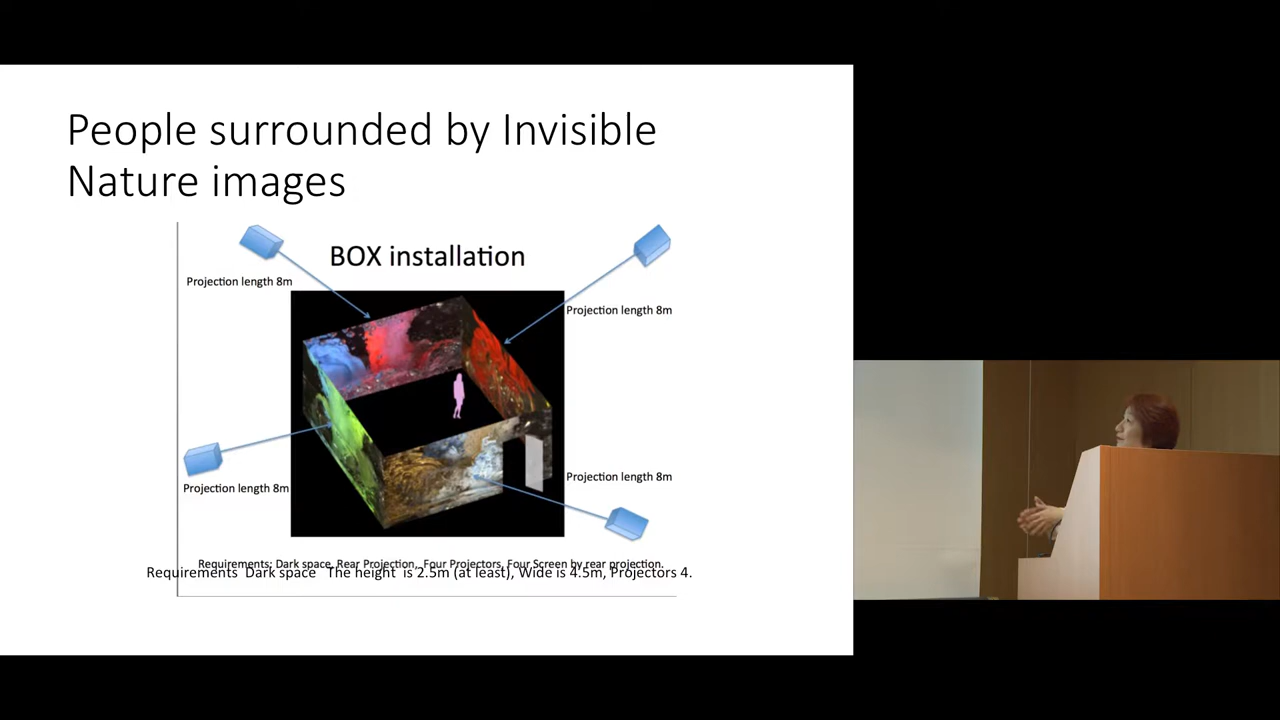 People surrounded by Invisible
Nature images
BOX installation
Projection length 8m
Projection length 8m
Projection length 8m
Projection length 8m
Requirements; Dark space, Rear Projection, Four Projectors, Four Screen by rear projection.
Requirements Dark space The height is 2.5m (at least), Wide is 4.5m, Projectors 4.